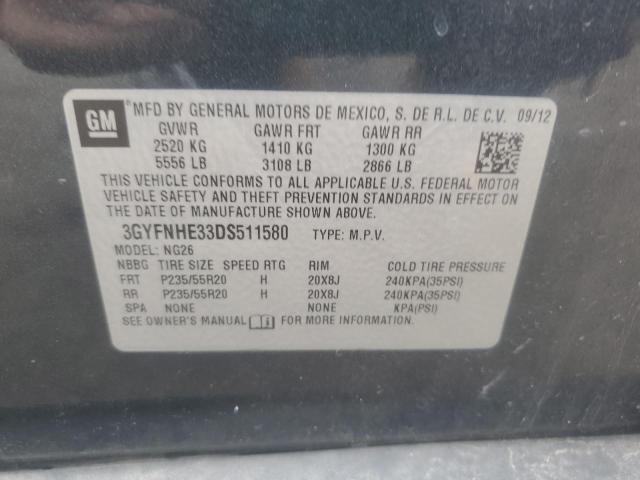 GM
MFD BY GENERAL MOTORS DE MEXICO, S. DE R.L. DE C.V. 09/12
GVWR GAWR FRT GAWR RR
2520 KG 1410 KG 1300 KG
5556 LB 3108 LB 2866 LB
THIS VEHICLE CONFORMS TO ALL APPLICABLE U.S. FEDERAL MOTOR
VEHICLE SAFETY AND THEFT PREVENTION STANDARDS IN EFFECT ON
THE DATE OF MANUFACTURE SHOWN ABOVE.
3GYFNHE33DS511580 TYPE: M.P.V.
MODEL: NG26
NBBG TIRE SIZE SPEED RTG RIM COLD TIRE PRESSURE
FRT P235/55R20 H 20X8J 240KPA(35PSI)
RR P235/55R20 H 20X8J 240KPA(35PSI)
SPA NONE NONE KPA(PSI)
SEE OWNER'S MANUAL FOR MORE INFORMATION.